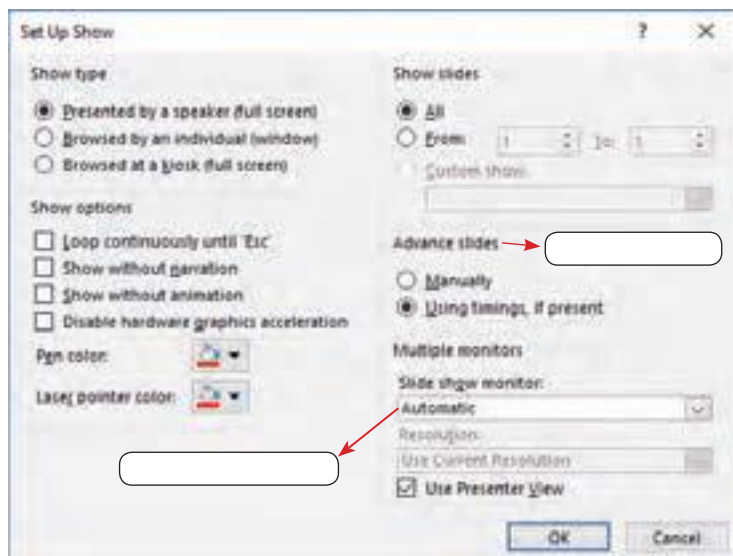 Set Up Show
?
Show type
Presented by a speaker (full screen)
Browsed by an individual (window)
Browsed at a kiosk (full screen)
Show options
Loop continuously until 'Esc'
Show without narration
Show without animation
Disable hardware graphics acceleration
Pen color:
Laser pointer color:
Show slides
All
From: 1 To: 1
Custom show:
Advance slides
Manually
Using timings, if present
Multiple monitors
Slide show monitor:
Automatic
Resolution:
Use Current Resolution
Use Presenter View
OK
Cancel